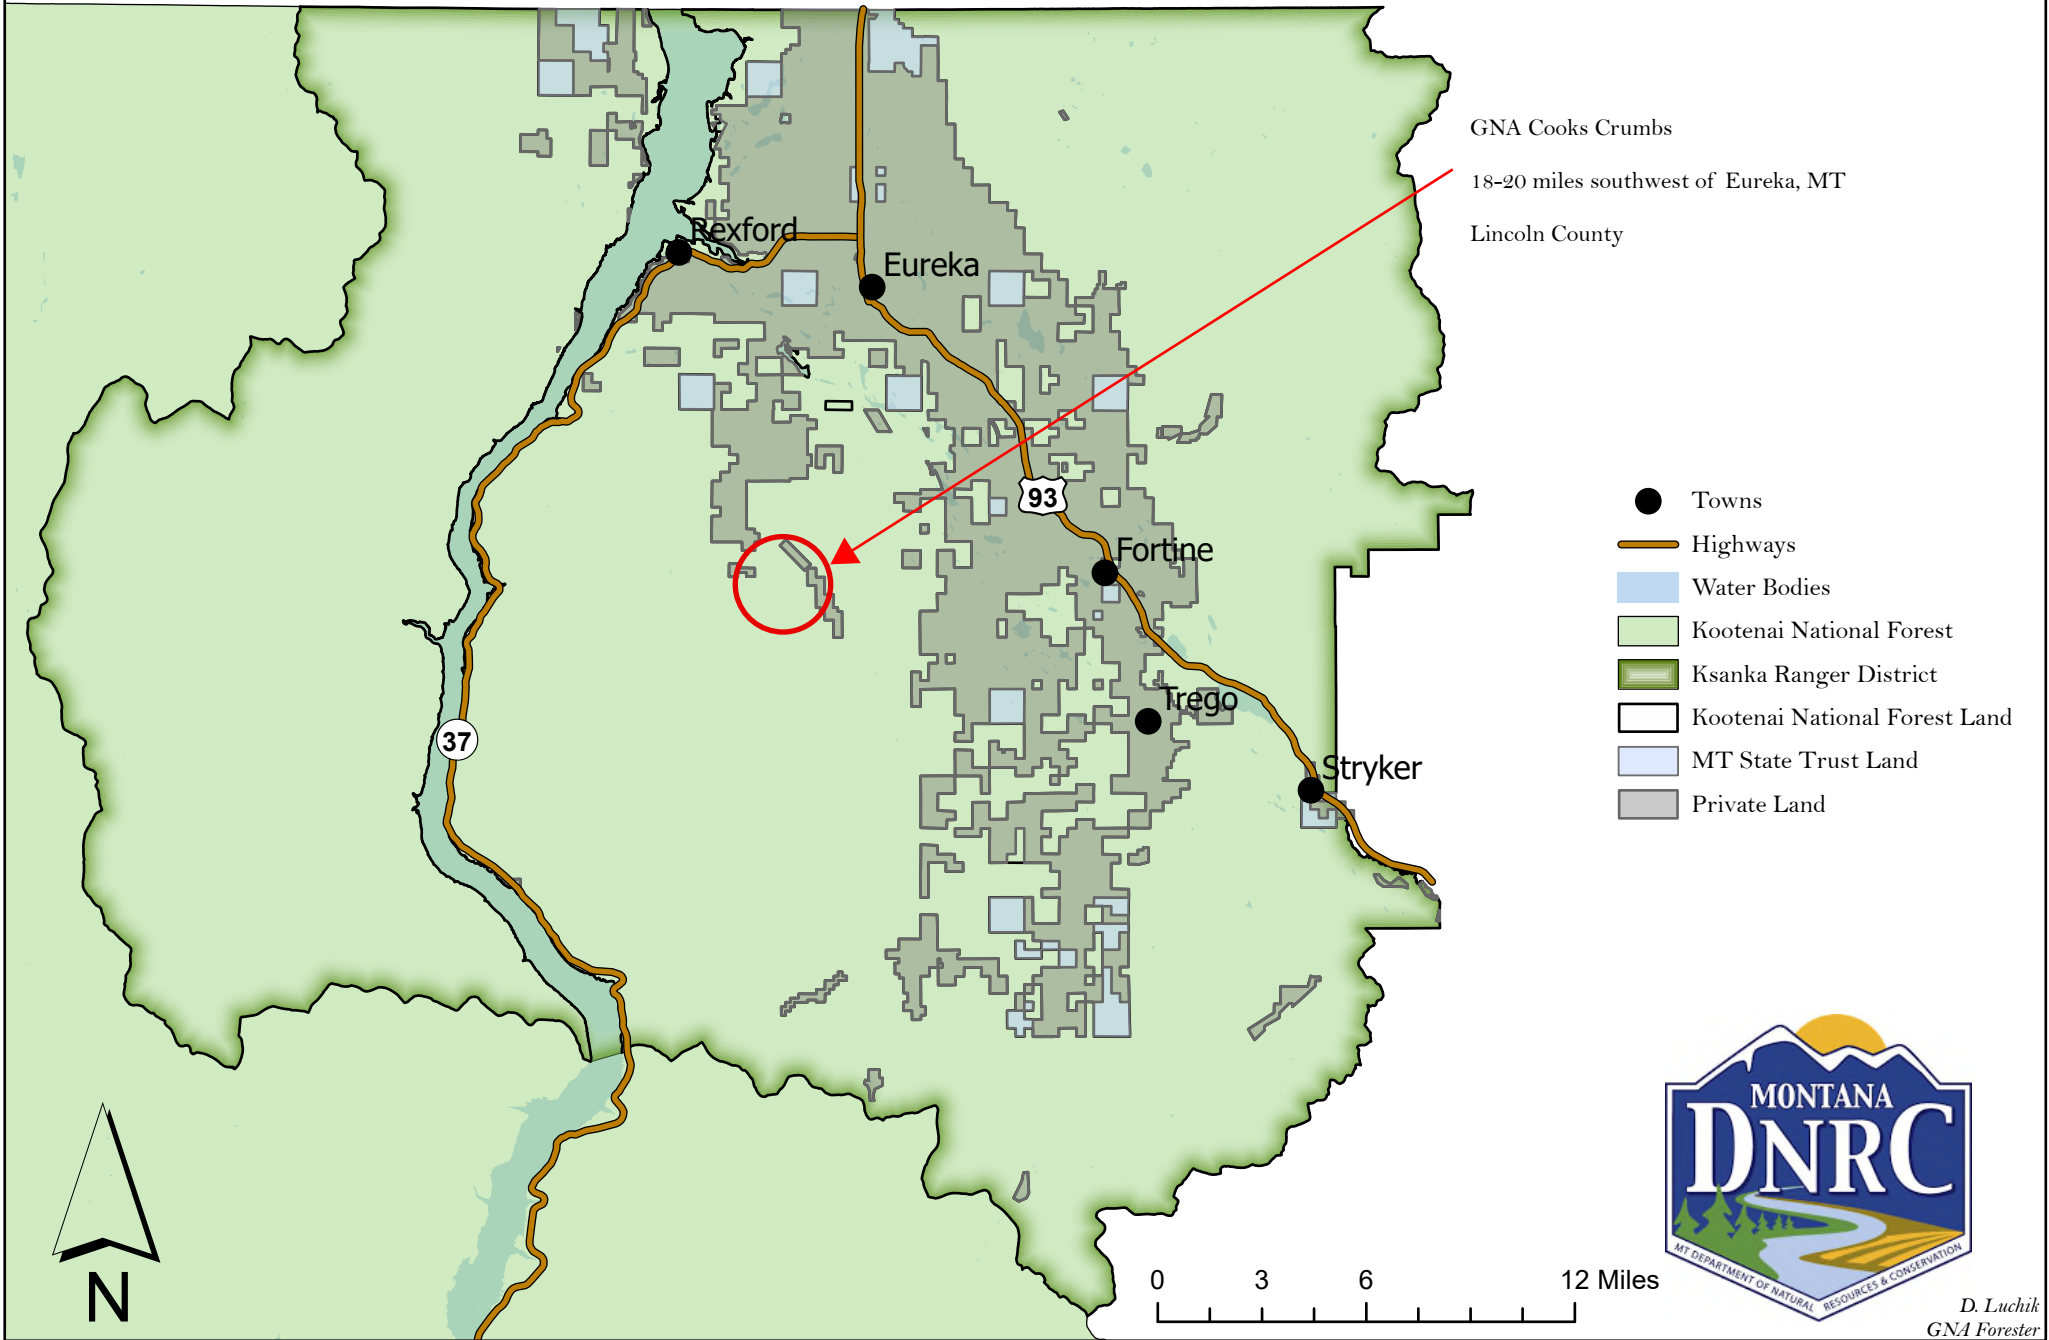 GNA Cooks Crumbs
18-20 miles southwest of Eureka, MT
Lincoln County
Rexford
Eureka
93
Fortine
Trego
37
Stryker
Towns
Highways
Water Bodies
Kootenai National Forest
Ksanka Ranger District
Kootenai National Forest Land
MT State Trust Land
Private Land
N
0 3 6 12 Miles
MONTANA
DNRC
MT DEPARTMENT OF NATURAL RESOURCES & CONSERVATION
D. Luchik
GNA Forester